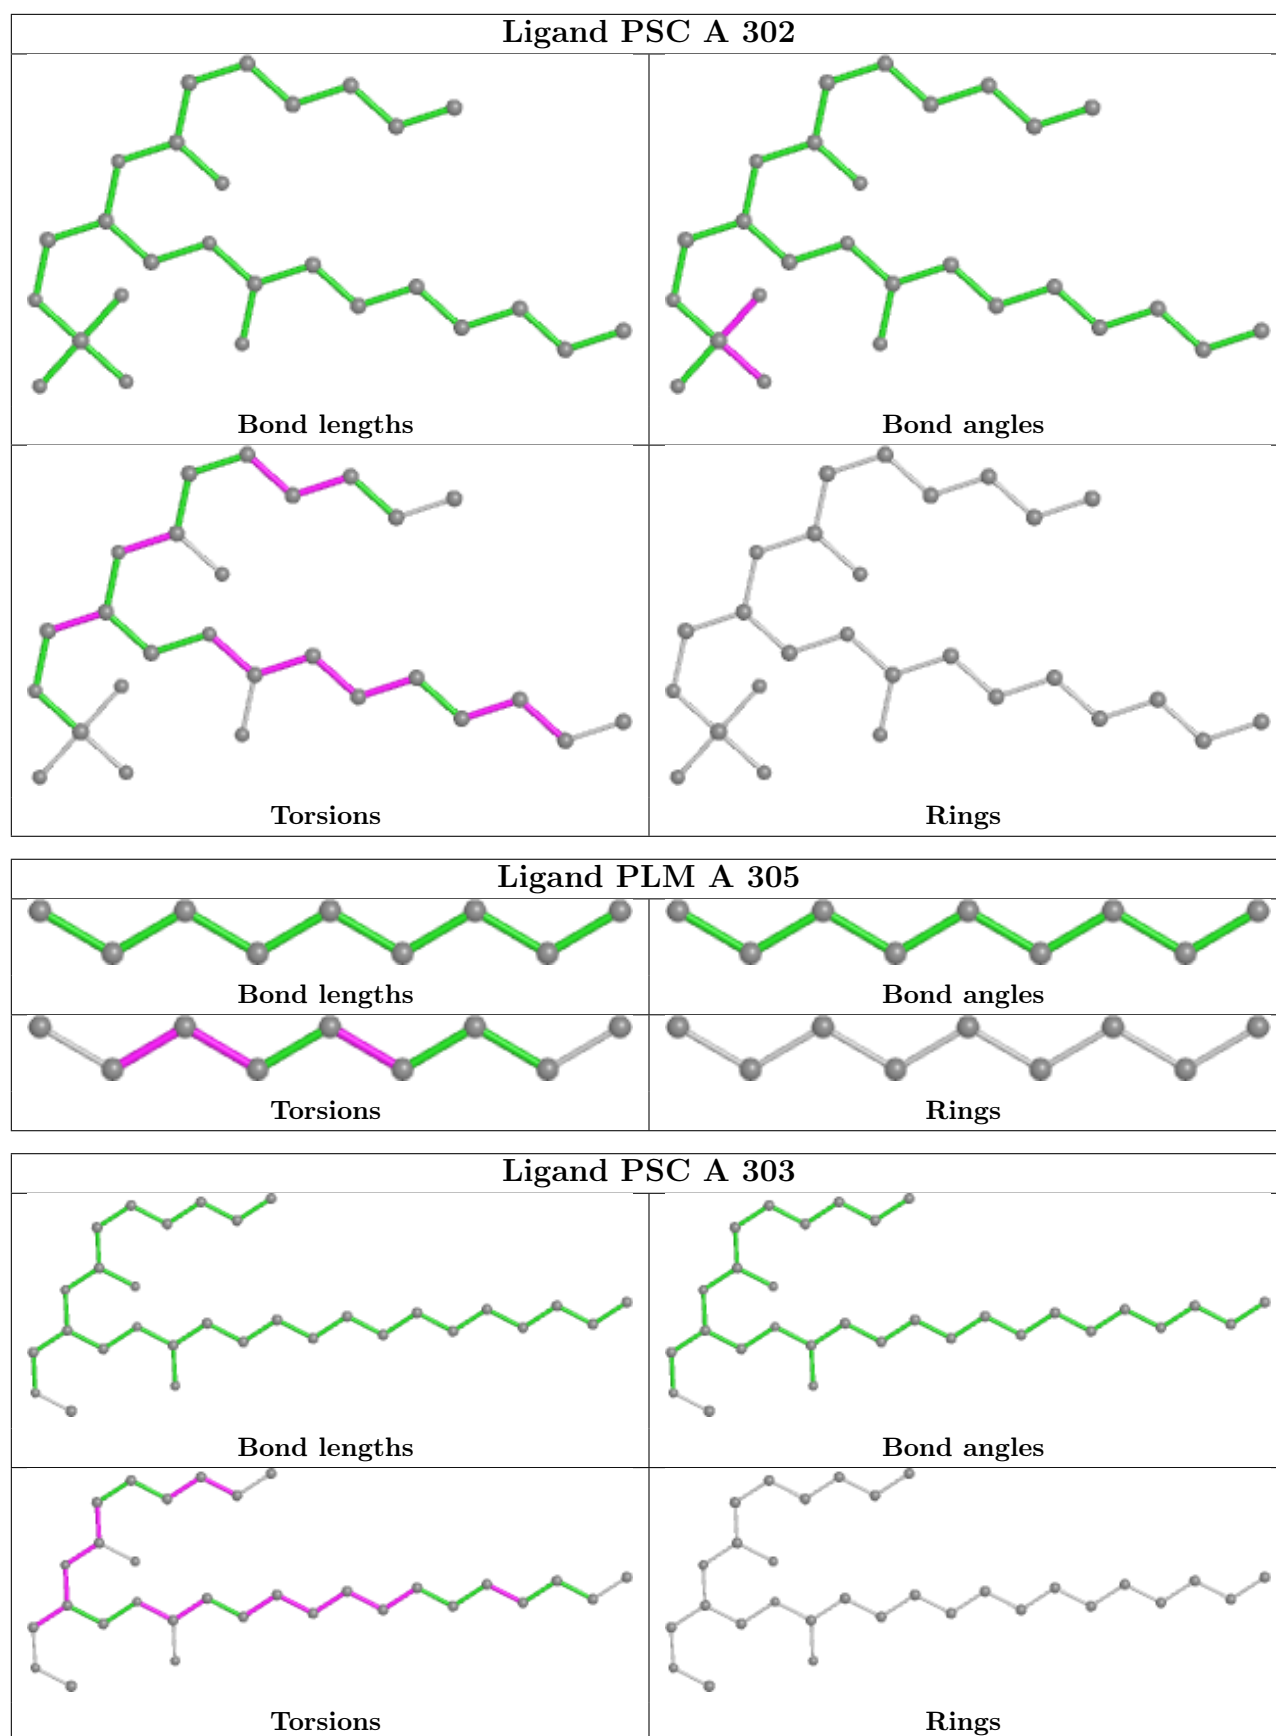 Ligand PSC A 302
Bond lengths
Bond angles
Torsions
Rings
Ligand PLM A 305
Bond lengths
Bond angles
Torsions
Rings
Ligand PSC A 303
Bond lengths
Bond angles
Torsions
Rings